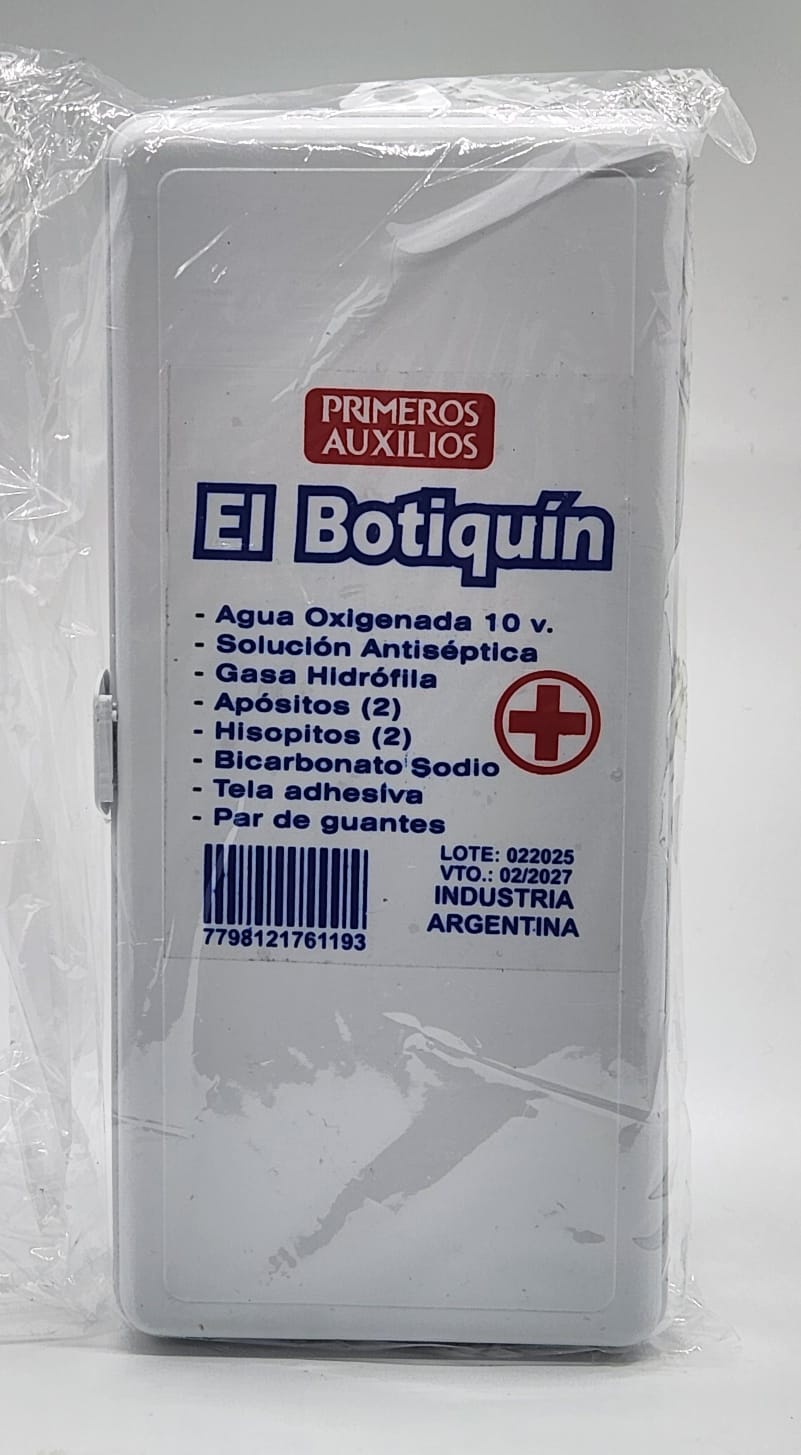 PRIMEROS
AUXILIOS
El Botiquín
- Agua Oxigenada 10 v.
- Solución Antiséptica
- Gasa Hidrófila
- Apósitos (2)
- Hisopitos (2)
- Bicarbonato Sodio
- Tela adhesiva
- Par de guantes
LOTE: 022025
VTO.: 02/2027
INDUSTRIA
ARGENTINA
7798121761193